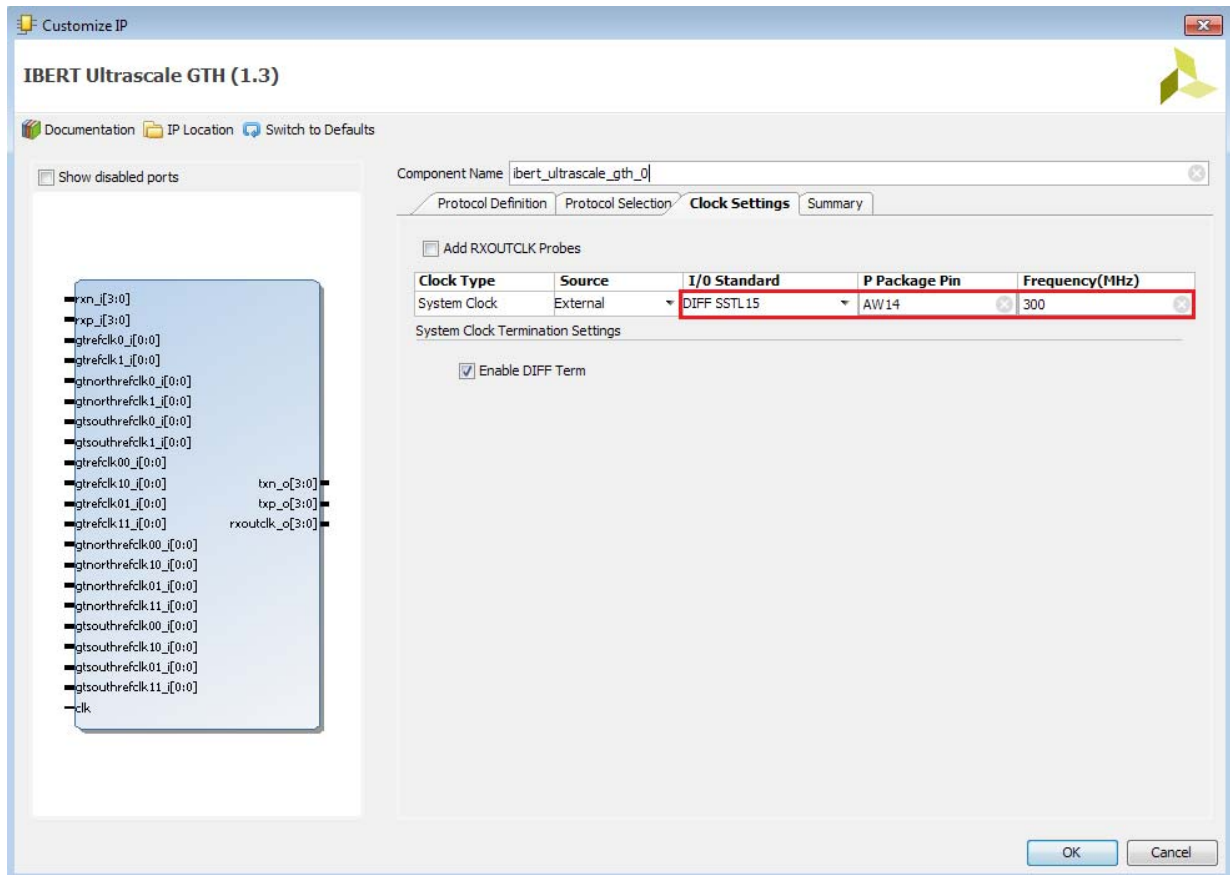 Customize IP
IBERT Ultrascale GTH (1.3)
Documentation IP Location Switch to Defaults
Show disabled ports
Component Name ibert_ultrascale_gth_0
Protocol Definition Protocol Selection Clock Settings Summary
Add RXOUTCLK Probes
Clock Type Source I/0 Standard P Package Pin Frequency(MHz)
System Clock External DIFF SSTL15 AW14 300
System Clock Termination Settings
Enable DIFF Term
rxn_i[3:0]
rxp_i[3:0]
gtrefclk0_i[0:0]
gtrefclk1_i[0:0]
gtnorthrefclk0_i[0:0]
gtnorthrefclk1_i[0:0]
gtsouthrefclk0_i[0:0]
gtsouthrefclk1_i[0:0]
gtrefclk00_i[0:0]
gtrefclk10_i[0:0] txn_o[3:0]
gtrefclk01_i[0:0] txp_o[3:0]
gtrefclk11_i[0:0] rxoutclk_o[3:0]
gtnorthrefclk00_i[0:0]
gtnorthrefclk10_i[0:0]
gtnorthrefclk01_i[0:0]
gtnorthrefclk11_i[0:0]
gtsouthrefclk00_i[0:0]
gtsouthrefclk10_i[0:0]
gtsouthrefclk01_i[0:0]
gtsouthrefclk11_i[0:0]
clk
OK Cancel